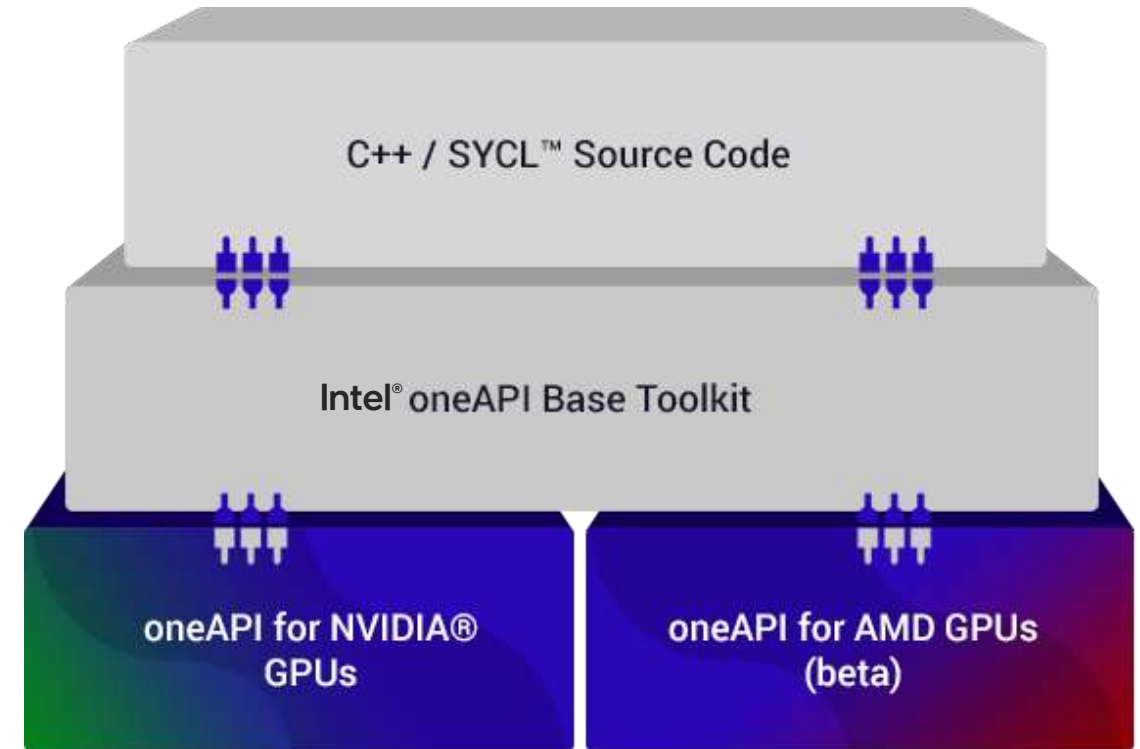 C++ / SYCL™ Source Code
Intel® oneAPI Base Toolkit
oneAPI for NVIDIA®
GPUs
oneAPI for AMD GPUs
(beta)